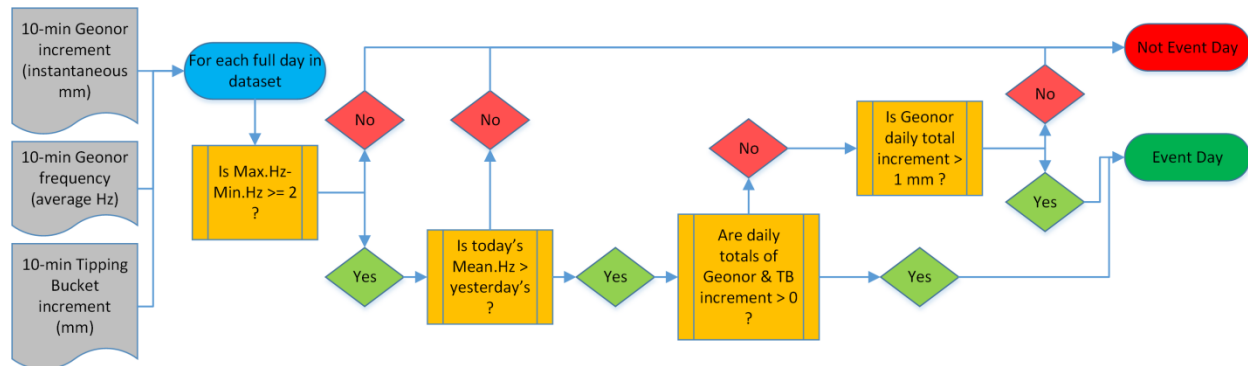 10-min Geonor
increment
(instantaneous
mm)
10-min Geonor
frequency
(average Hz)
10-min Tipping
Bucket
increment
(mm)
For each full day in
dataset
Is Max.Hz-
Min.Hz >= 2
?
No
Yes
Is today's
Mean.Hz >
yesterday's
?
No
Yes
Are daily
totals of
Geonor & TB
increment > 0
?
No
Yes
Is Geonor
daily total
increment >
1 mm ?
No
Yes
Not Event Day
Event Day